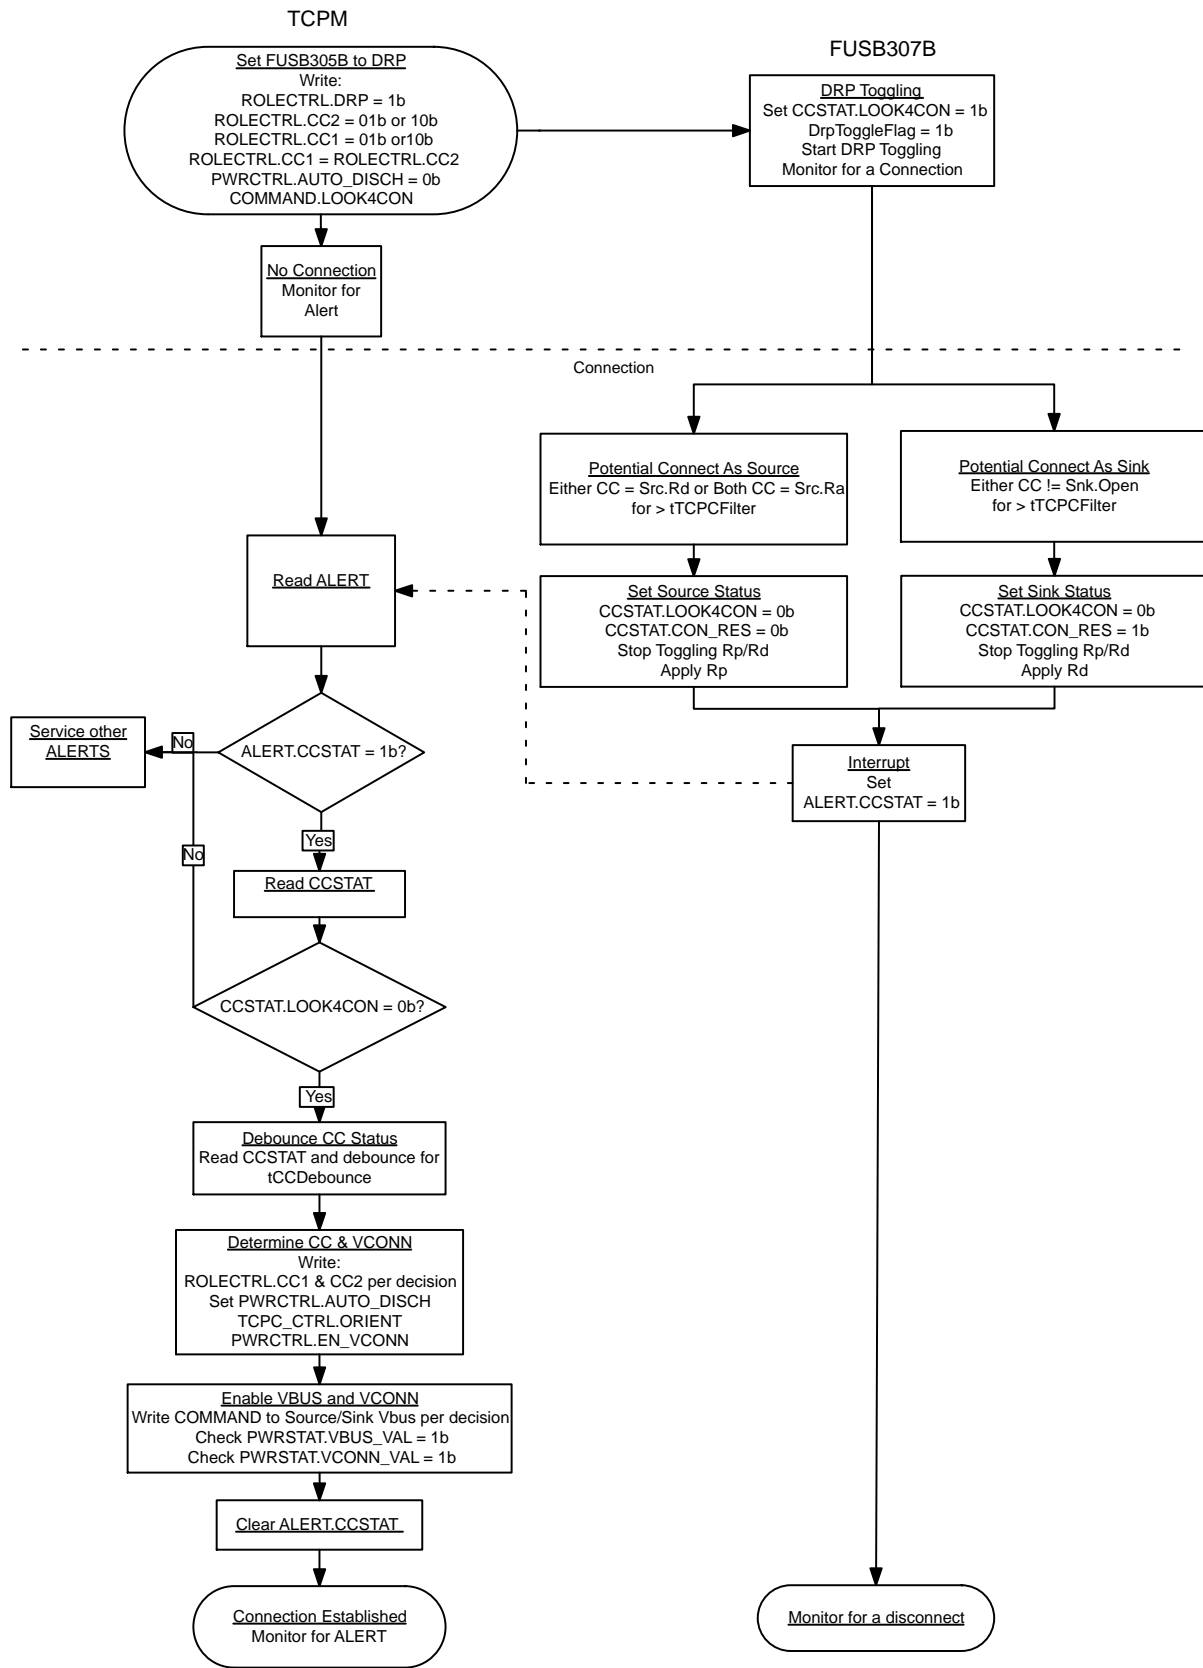 TCPM
FUSB307B
Set FUSB305B to DRP
Write:
ROLECTRL.DRP = 1b
ROLECTRL.CC2 = 01b or 10b
ROLECTRL.CC1 = 01b or10b
ROLECTRL.CC1 = ROLECTRL.CC2
PWRCTRL.AUTO_DISCH = 0b
COMMAND.LOOK4CON
DRP Toggling
Set CCSTAT.LOOK4CON = 1b
DrpToggleFlag = 1b
Start DRP Toggling
Monitor for a Connection
No Connection
Monitor for
Alert
Connection
Potential Connect As Source
Either CC = Src.Rd or Both CC = Src.Ra
for > tTCPCFilter
Potential Connect As Sink
Either CC != Snk.Open
for > tTCPCFilter
Read ALERT
Set Source Status
CCSTAT.LOOK4CON = 0b
CCSTAT.CON_RES = 0b
Stop Toggling Rp/Rd
Apply Rp
Set Sink Status
CCSTAT.LOOK4CON = 0b
CCSTAT.CON_RES = 1b
Stop Toggling Rp/Rd
Apply Rd
Service other
ALERTS
No
ALERT.CCSTAT = 1b?
Interrupt
Set
ALERT.CCSTAT = 1b
Yes
No
Read CCSTAT
CCSTAT.LOOK4CON = 0b?
Yes
Debounce CC Status
Read CCSTAT and debounce for
tCCDebounce
Determine CC & VCONN
Write:
ROLECTRL.CC1 & CC2 per decision
Set PWRCTRL.AUTO_DISCH
TCPC_CTRL.ORIENT
PWRCTRL.EN_VCONN
Enable VBUS and VCONN
Write COMMAND to Source/Sink Vbus per decision
Check PWRSTAT.VBUS_VAL = 1b
Check PWRSTAT.VCONN_VAL = 1b
Clear ALERT.CCSTAT
Connection Established
Monitor for ALERT
Monitor for a disconnect